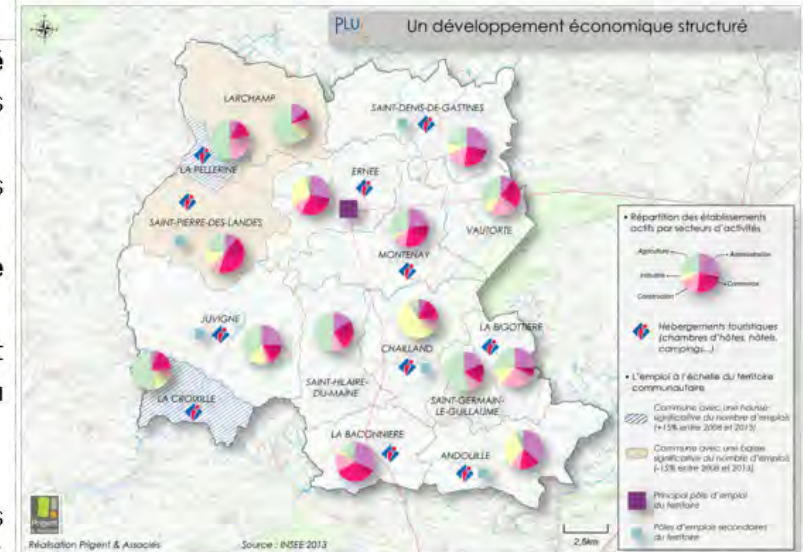 PLUi
Un développement économique structuré
LARCHAMP
SAINT-DENIS-DE-GASTINES
LA PELLERINE
ERNEE
SAINT-PIERRE-DES-LANDES
VAUTORTE
MONTENAY
JUVIGNE
LA BIGOTTIERE
CHAILLAND
SAINT-HILAIRE-
DU-MAINE
SAINT-GERMAIN-
LE-GUILLAUME
LA CROIXILLE
LA BACONNIERE
ANDOUILLE
• Répartition des établissements
actifs par secteurs d'activités
Agriculture
Administration
Industrie
Commerce
Construction
Hébergements touristiques
(chambres d'hôtes, hôtels,
campings...)
• L'emploi à l'échelle du territoire
communautaire
Commune avec une hausse
significative du nombre d'emplois
(+15% entre 2008 et 2013)
Commune avec une baisse
significative du nombre d'emplois
(-15% entre 2008 et 2013)
Principal pôle d'emploi
du territoire
Pôles d'emplois secondaires
du territoire
Prigent
Réalisation Prigent & Associés
Source : INSEE 2013
2,5km